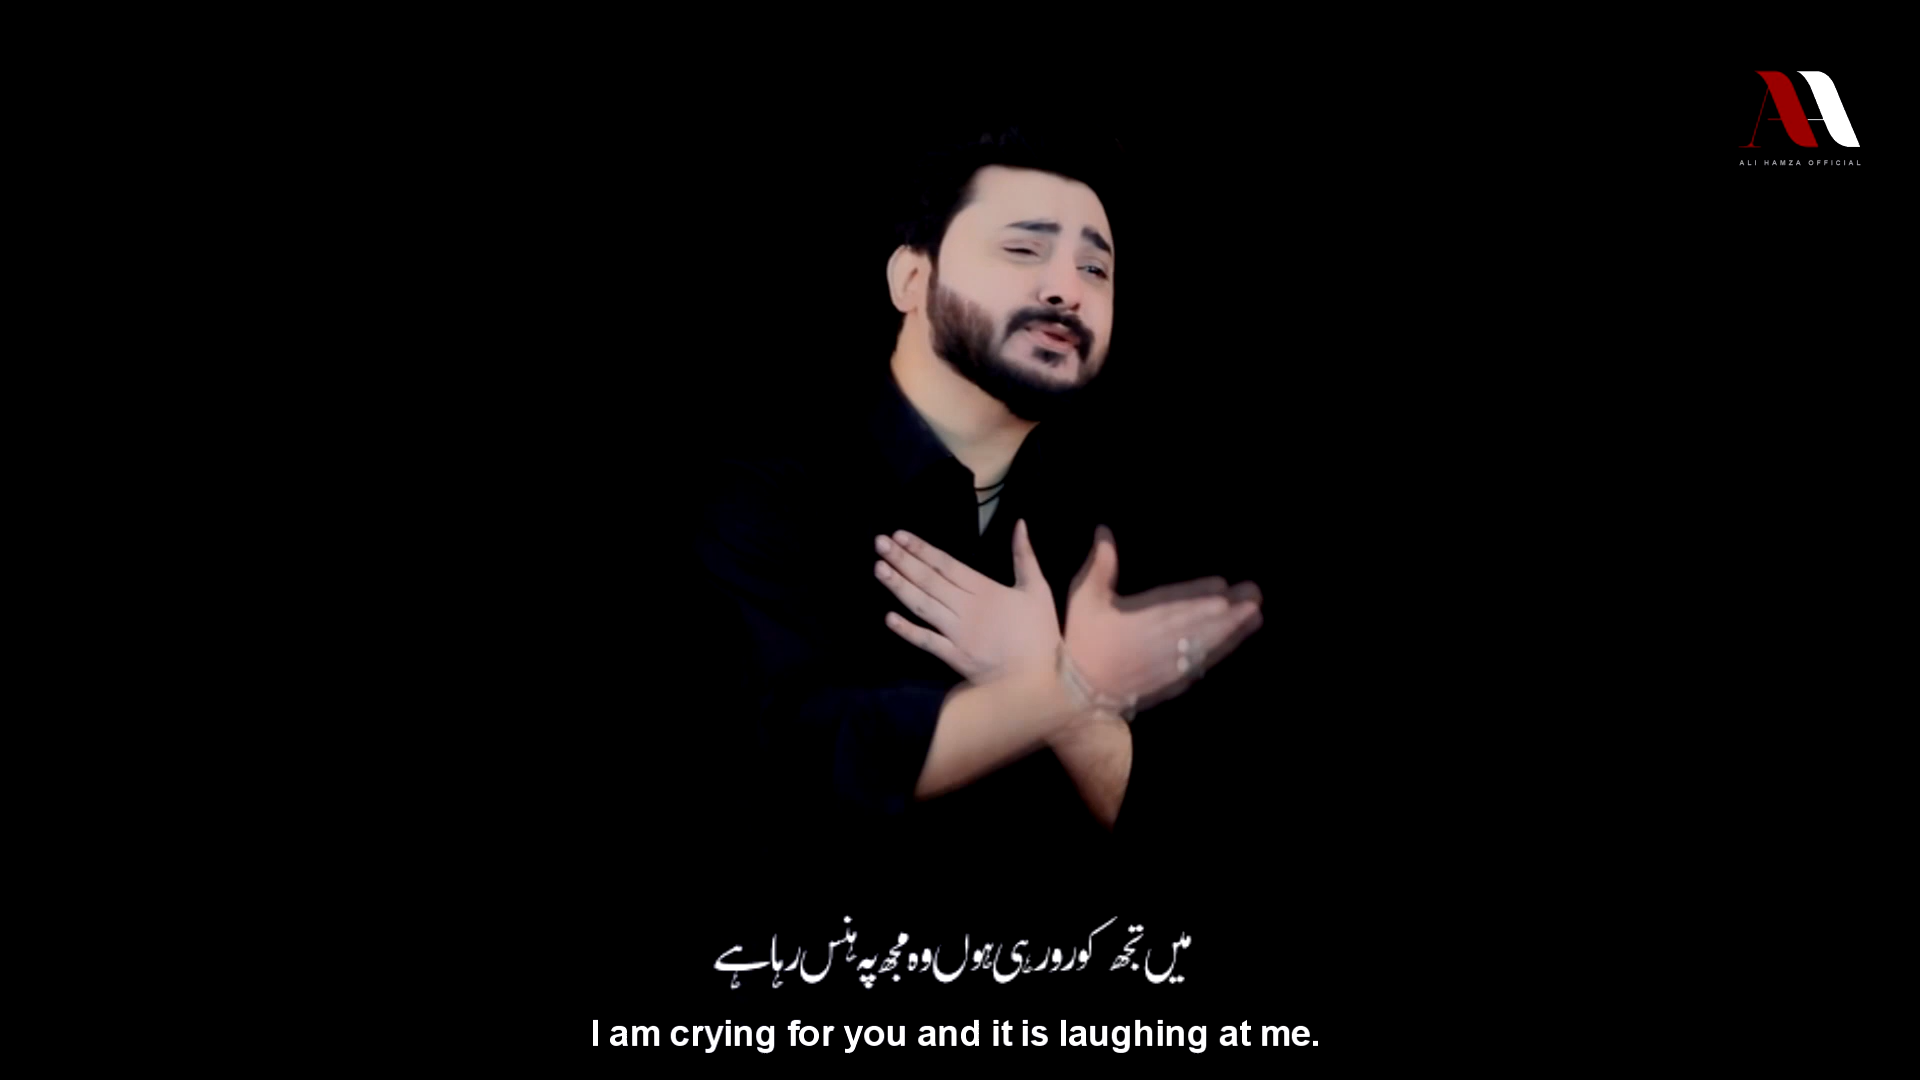 ALI HAMZA OFFICIAL
میں تجھ کو رو رہی ہوں وہ مجھ پہ ہنس رہا ہے
I am crying for you and it is laughing at me.